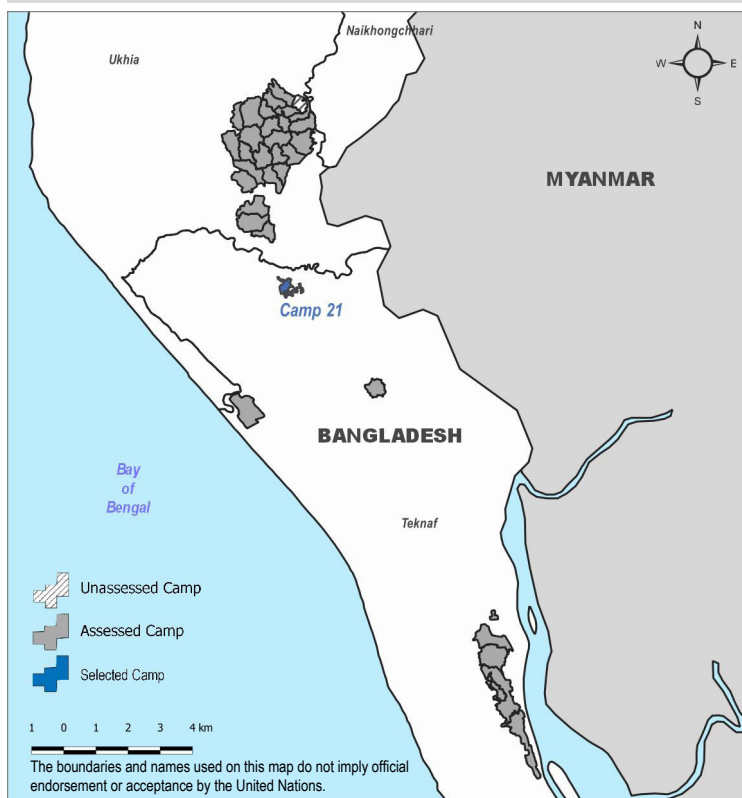 Naikhongchhari
Ukhia
N
W
E
S
MYANMAR
Camp 21
BANGLADESH
Bay
of
Bengal
Teknaf
Unassessed Camp
Assessed Camp
Selected Camp
1 0 1 2 3 4 km
The boundaries and names used on this map do not imply official
endorsement or acceptance by the United Nations.